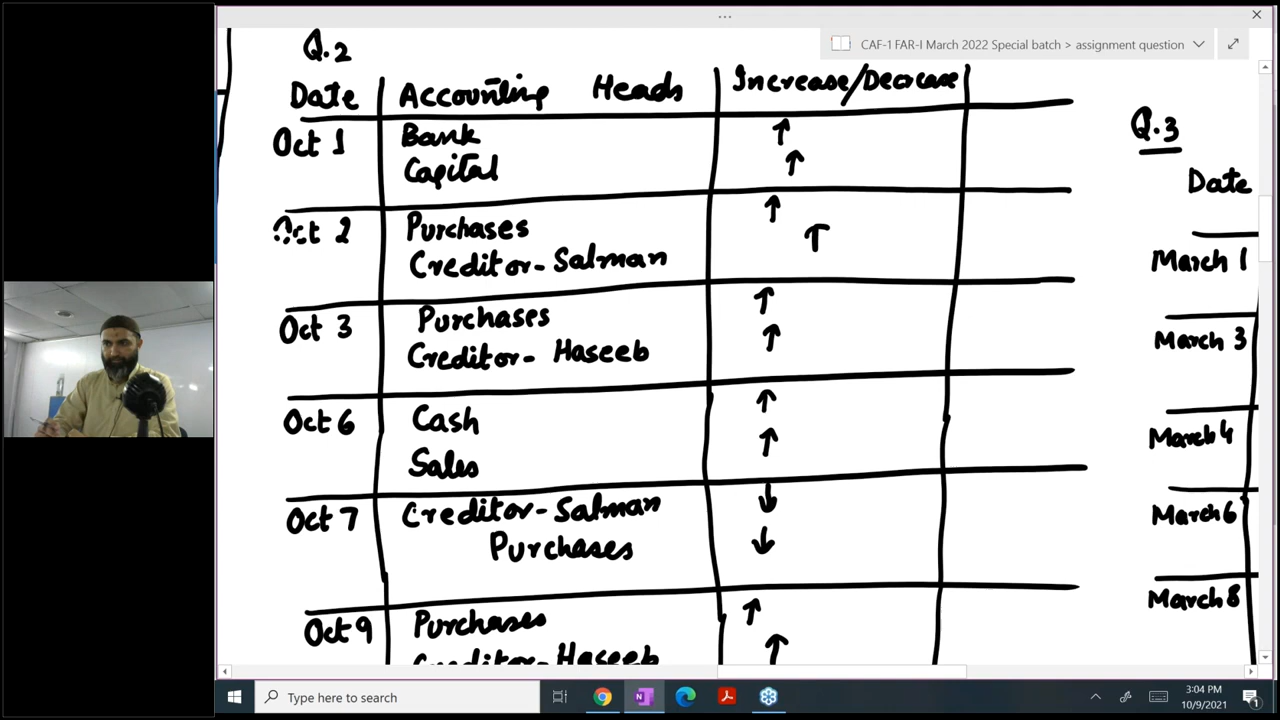 CAF-1 FAR-I March 2022 Special batch > assignment question
Q.2
Date Accounting Heads Increase/Decrease
Oct 1 Bank ↑
Capital ↑
Oct 2 Purchases ↑
Creditor-Salman ↑
Oct 3 Purchases ↑
Creditor-Haseeb ↑
Oct 6 Cash ↑
Sales ↑
Oct 7 Creditor-Salman ↓
Purchases ↓
Oct 9 Purchases ↑
Creditor-Haseeb ↑
Q.3
Date
March 1
March 3
March 4
March 6
March 8
Type here to search
3:04 PM
10/9/2021
1